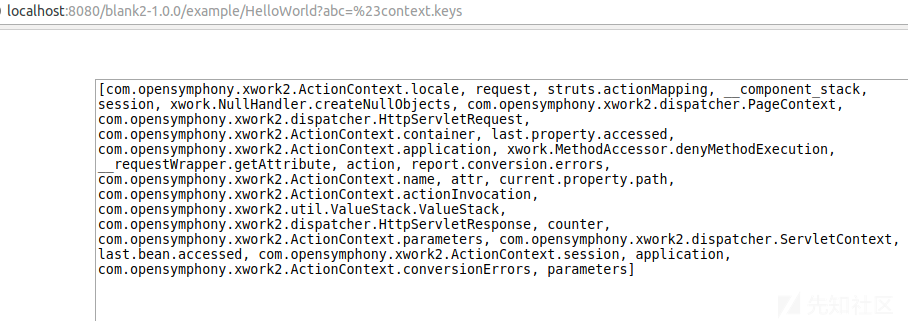 localhost:8080/blank2-1.0.0/example/HelloWorld?abc=%23context.keys
[com.opensymphony.xwork2.ActionContext.locale, request, struts.actionMapping, __component_stack,
session, xwork.NullHandler.createNullObjects, com.opensymphony.xwork2.dispatcher.PageContext,
com.opensymphony.xwork2.dispatcher.HttpServletRequest,
com.opensymphony.xwork2.ActionContext.container, last.property.accessed,
com.opensymphony.xwork2.ActionContext.application, xwork.MethodAccessor.denyMethodExecution,
__requestWrapper.getAttribute, action, report.conversion.errors,
com.opensymphony.xwork2.ActionContext.name, attr, current.property.path,
com.opensymphony.xwork2.ActionContext.actionInvocation,
com.opensymphony.xwork2.util.ValueStack.ValueStack,
com.opensymphony.xwork2.dispatcher.HttpServletResponse, counter,
com.opensymphony.xwork2.ActionContext.parameters, com.opensymphony.xwork2.dispatcher.ServletContext,
last.bean.accessed, com.opensymphony.xwork2.ActionContext.session, application,
com.opensymphony.xwork2.ActionContext.conversionErrors, parameters]
先知社区